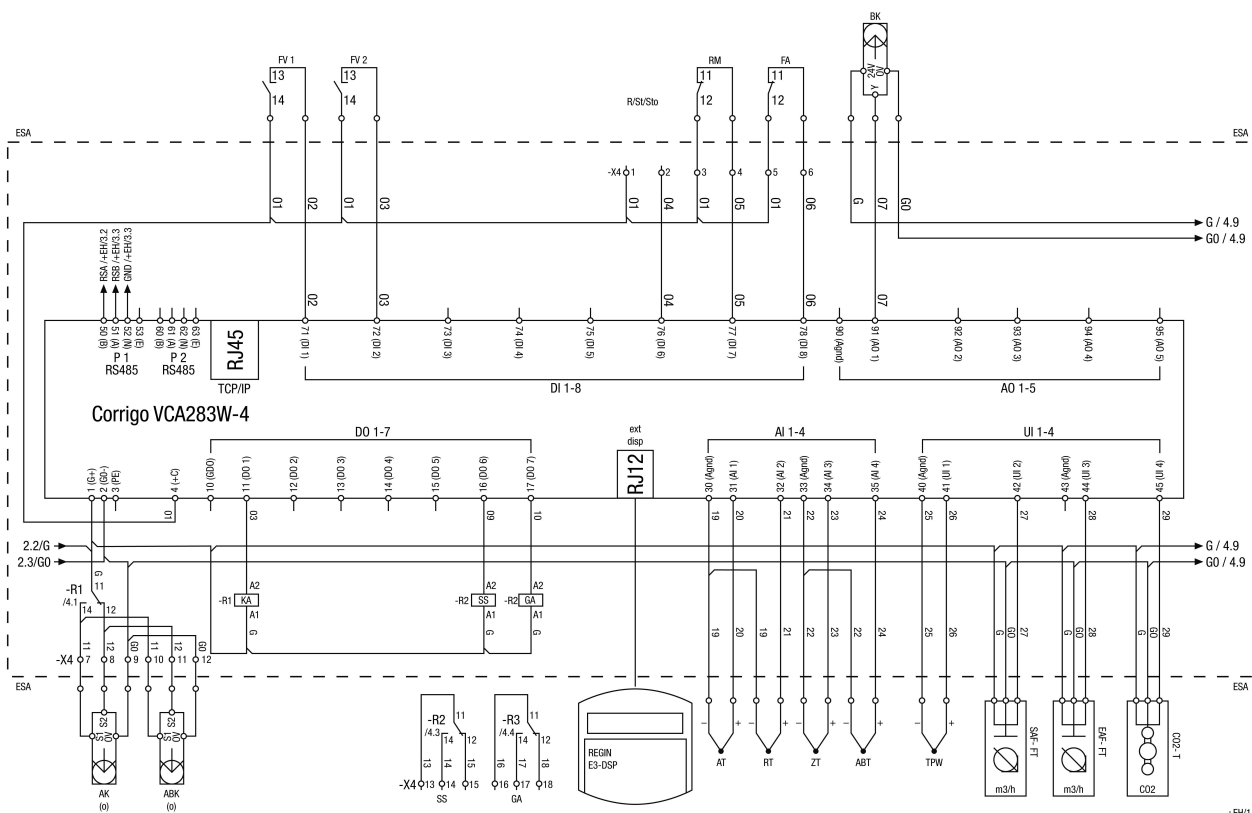 BK
FV 1
FV 2
RM
FA
13
13
11
11
24V
0V
Y
14
14
R/St/Sto
12
12
ESA
ESA
-X4
1
2
3
4
5
6
01
02
01
03
01
04
01
05
01
06
G
07
G0
G / 4.9
G0 / 4.9
RSA /+EH/3.2
RSB /+EH/3.3
GND /+EH/3.3
02
03
04
05
06
07
50 (B)
51 (A)
52 (N)
53 (E)
60 (B)
61 (A)
62 (N)
63 (E)
RJ45
71 (DI 1)
72 (DI 2)
73 (DI 3)
74 (DI 4)
75 (DI 5)
76 (DI 6)
77 (DI 7)
78 (DI 8)
90 (Agnd)
91 (AO 1)
92 (AO 2)
93 (AO 3)
94 (AO 4)
95 (AO 5)
P 1
RS485
P 2
RS485
TCP/IP
DI 1-8
AO 1-5
Corrigo VCA283W-4
DO 1-7
ext
disp
AI 1-4
UI 1-4
1 (G+)
2 (G0-)
3 (PE)
4 (+C)
10 (GDO)
11 (DO 1)
12 (DO 2)
13 (DO 3)
14 (DO 4)
15 (DO 5)
16 (DO 6)
17 (DO 7)
RJ12
30 (Agnd)
31 (AI 1)
32 (AI 2)
33 (Agnd)
34 (AI 3)
35 (AI 4)
40 (Agnd)
41 (UI 1)
42 (UI 2)
43 (Agnd)
44 (UI 3)
45 (UI 4)
01
03
09
10
19
20
21
22
23
24
25
26
27
28
29
2.2/G
G / 4.9
2.3/G0
G0 / 4.9
G
-R1
/4.1
11
14
12
-R1
KA
A2
A1
G
-R2
SS
A2
A1
G
-R2
GA
A2
A1
G
19
20
19
21
22
23
22
24
25
26
G
G0
27
G
G0
28
G
G0
29
11
12
G0
11
12
G0
-X4
7
8
9
10
11
12
ESA
ESA
S1
S2
0V
S1
S2
0V
AK
(o)
ABK
(o)
-R2
/4.3
11
14
12
13
14
15
-X4
13
14
15
SS
-R3
/4.4
11
14
12
16
17
18
16
17
18
GA
REGIN
E3-DSP
–
+
–
+
–
+
–
+
–
+
AT
RT
ZT
ABT
TPW
SAF- FT
m3/h
EAF- FT
m3/h
CO2- T
CO2
+EH/1